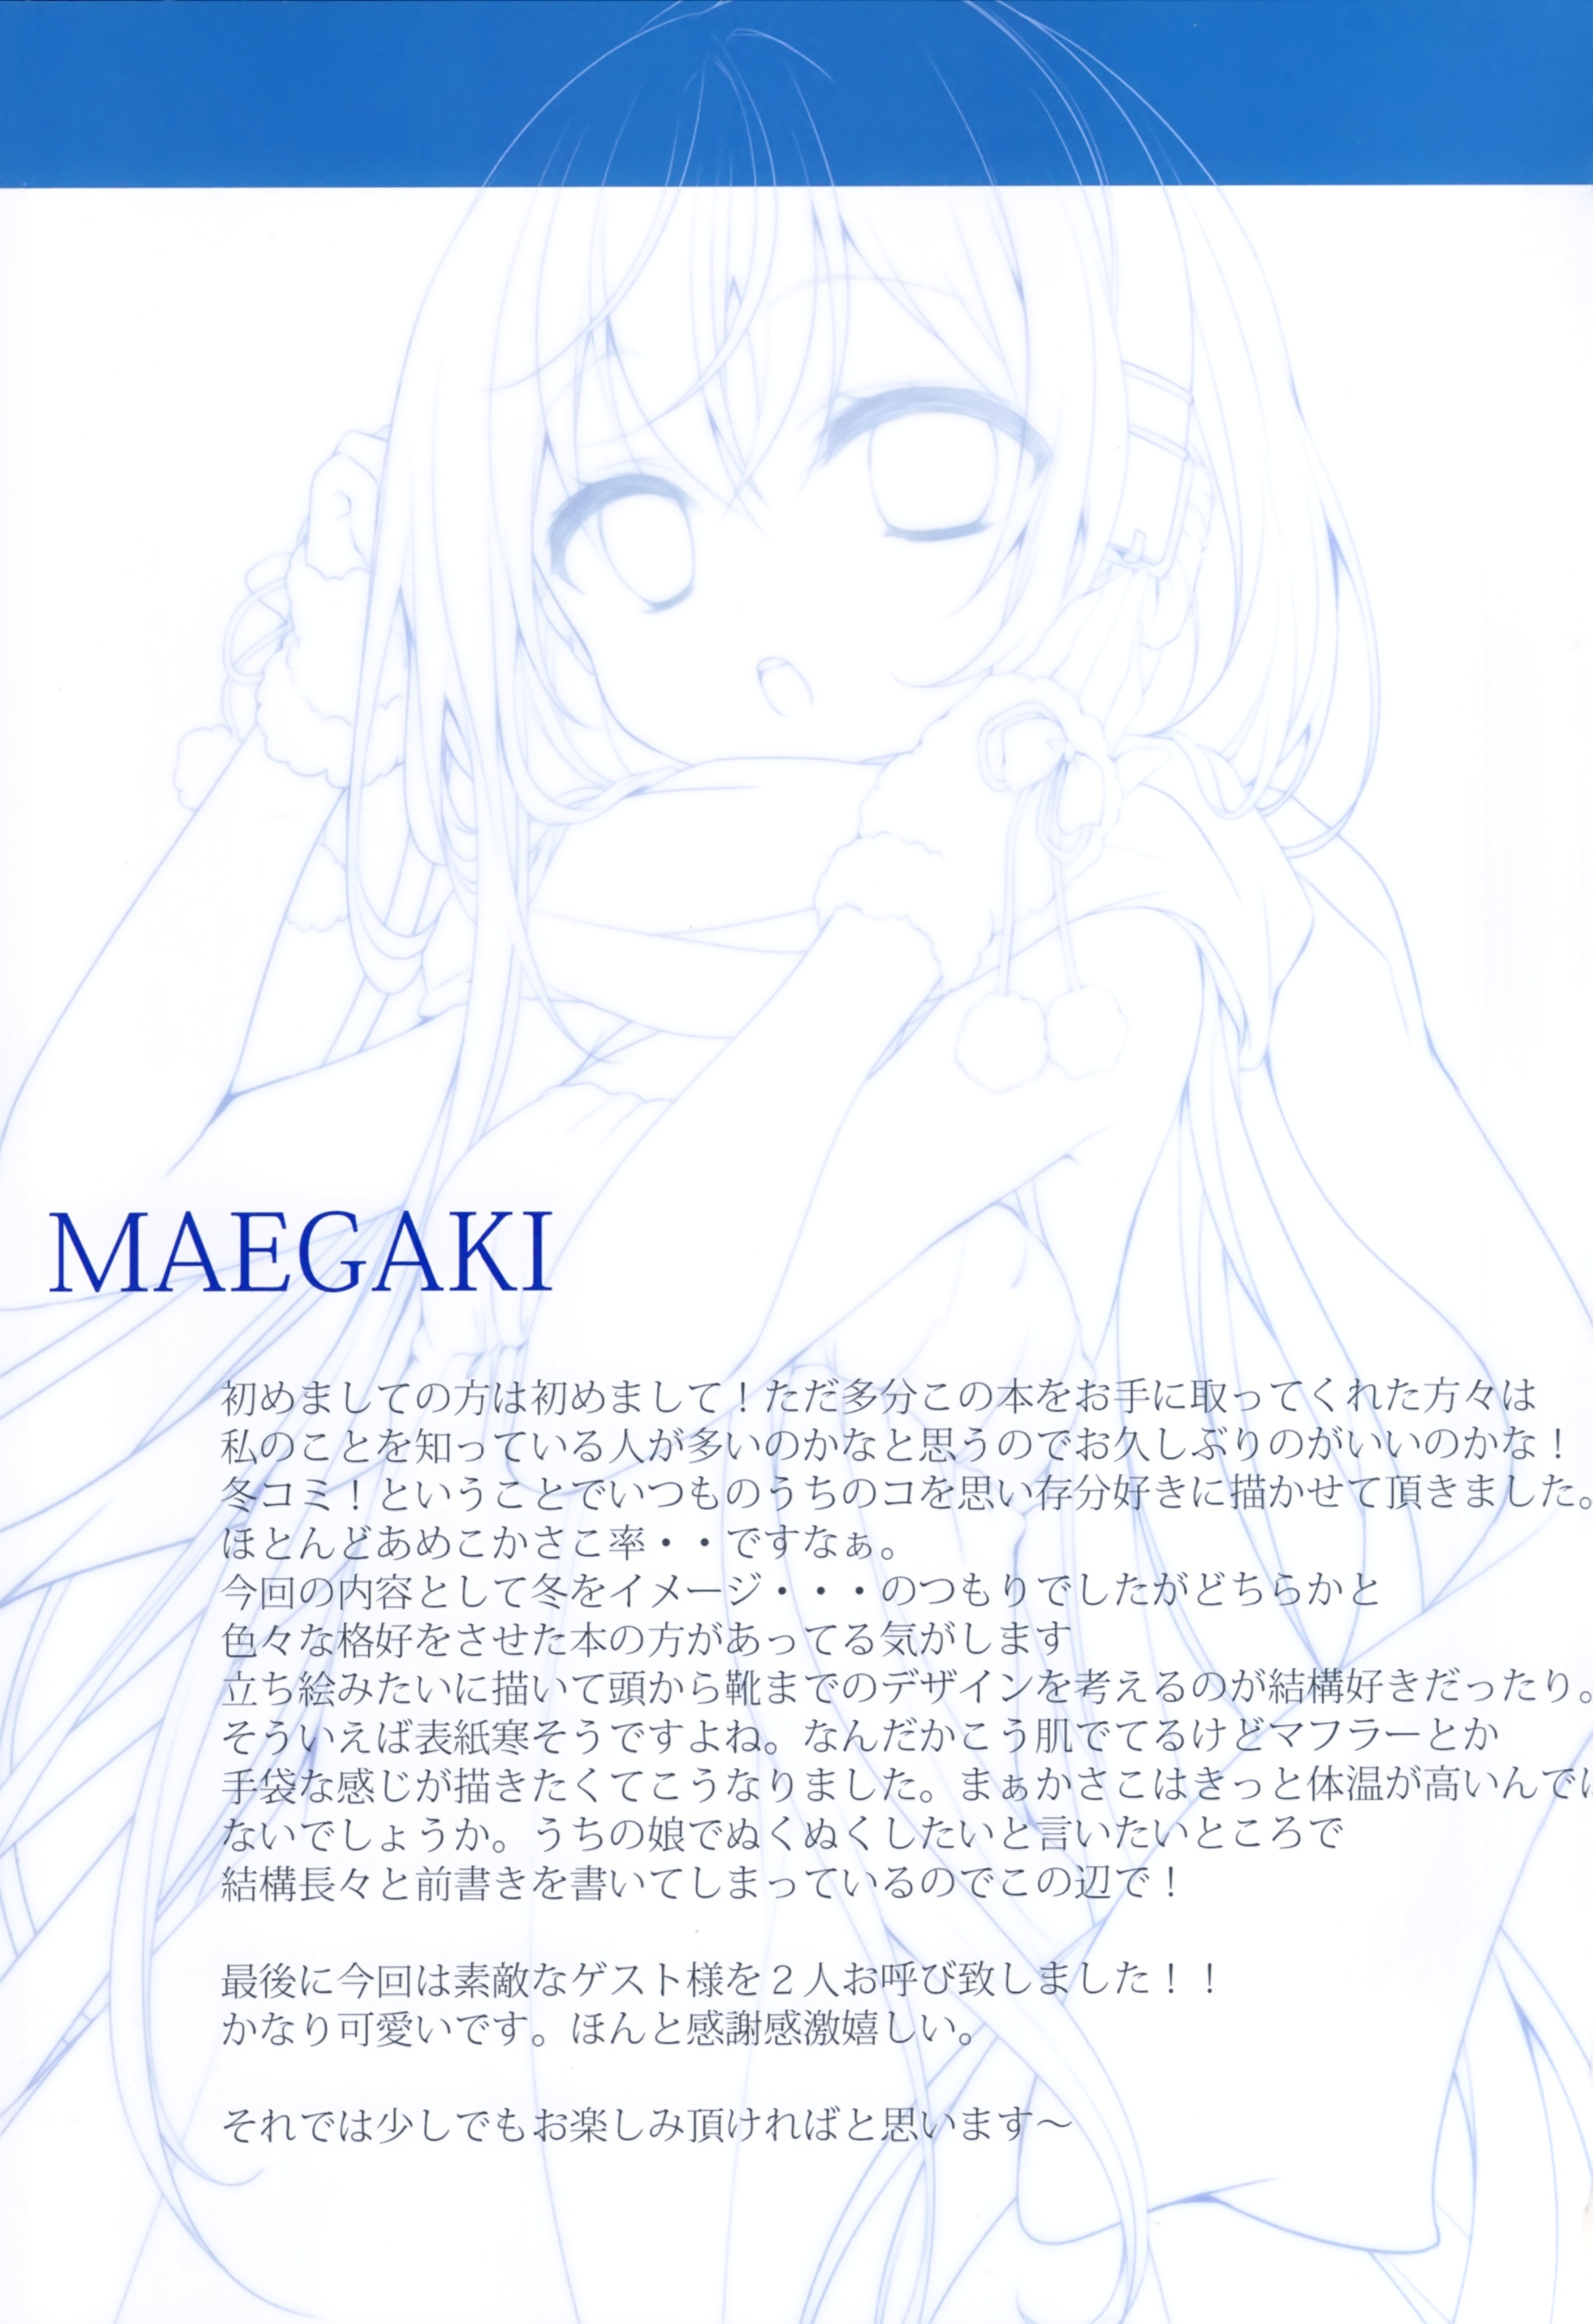 MAEGAKI
初めましての方は初めまして！ただ多分この本をお手に取ってくれた方々は
私のことを知っている人が多いのかなと思うのでお久しぶりのがいいのかな！
冬コミ！ということでいつものうちのコを思い存分好きに描かせて頂きました。
ほとんどあめこかさこ率・・ですなぁ。
今回の内容として冬をイメージ・・・のつもりでしたがどちらかと
色々な格好をさせた本の方があってる気がします
立ち絵みたいに描いて頭から靴までのデザインを考えるのが結構好きだったり。
そういえば表紙寒そうですよね。なんだかこう肌でてるけどマフラーとか
手袋な感じが描きたくてこうなりました。まぁかさこはきっと体温が高いんでは
ないでしょうか。うちの娘でぬくぬくしたいと言いたいところで
結構長々と前書きを書いてしまっているのでこの辺で！
最後に今回は素敵なゲスト様を２人お呼び致しました！！
かなり可愛いです。ほんと感謝感激嬉しい。
それでは少しでもお楽しみ頂ければと思います～